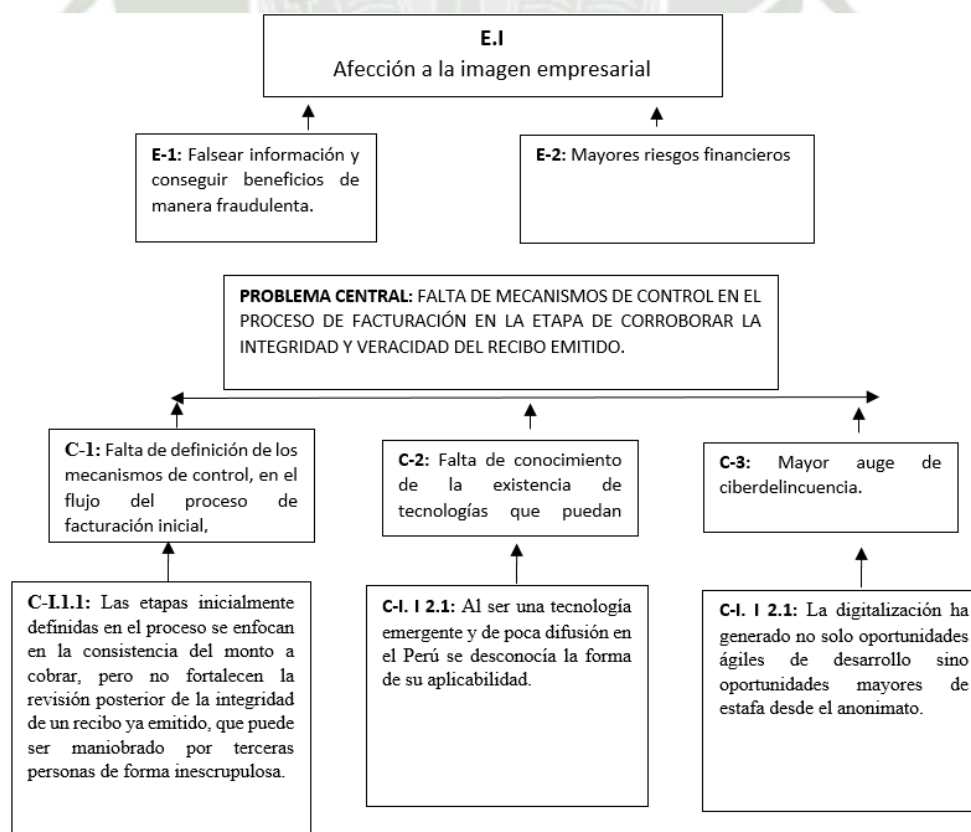 E.I
Afección a la imagen empresarial
E-1: Falsear información y
conseguir beneficios de
manera fraudulenta.
E-2: Mayores riesgos financieros
PROBLEMA CENTRAL: FALTA DE MECANISMOS DE CONTROL EN EL
PROCESO DE FACTURACIÓN EN LA ETAPA DE CORROBORAR LA
INTEGRIDAD Y VERACIDAD DEL RECIBO EMITIDO.
C-1: Falta de definición de los
mecanismos de control, en el
flujo del proceso de
facturación inicial,
C-2: Falta de conocimiento
de la existencia de
tecnologías que puedan
C-3: Mayor auge de
ciberdelincuencia.
C-I.1.1: Las etapas inicialmente
definidas en el proceso se enfocan
en la consistencia del monto a
cobrar, pero no fortalecen la
revisión posterior de la integridad
de un recibo ya emitido, que puede
ser maniobrado por terceras
personas de forma inescrupulosa.
C-I. I 2.1: Al ser una tecnología
emergente y de poca difusión en
el Perú se desconocía la forma
de su aplicabilidad.
C-I. I 2.1: La digitalización ha
generado no solo oportunidades
ágiles de desarrollo sino
oportunidades mayores de
estafa desde el anonimato.